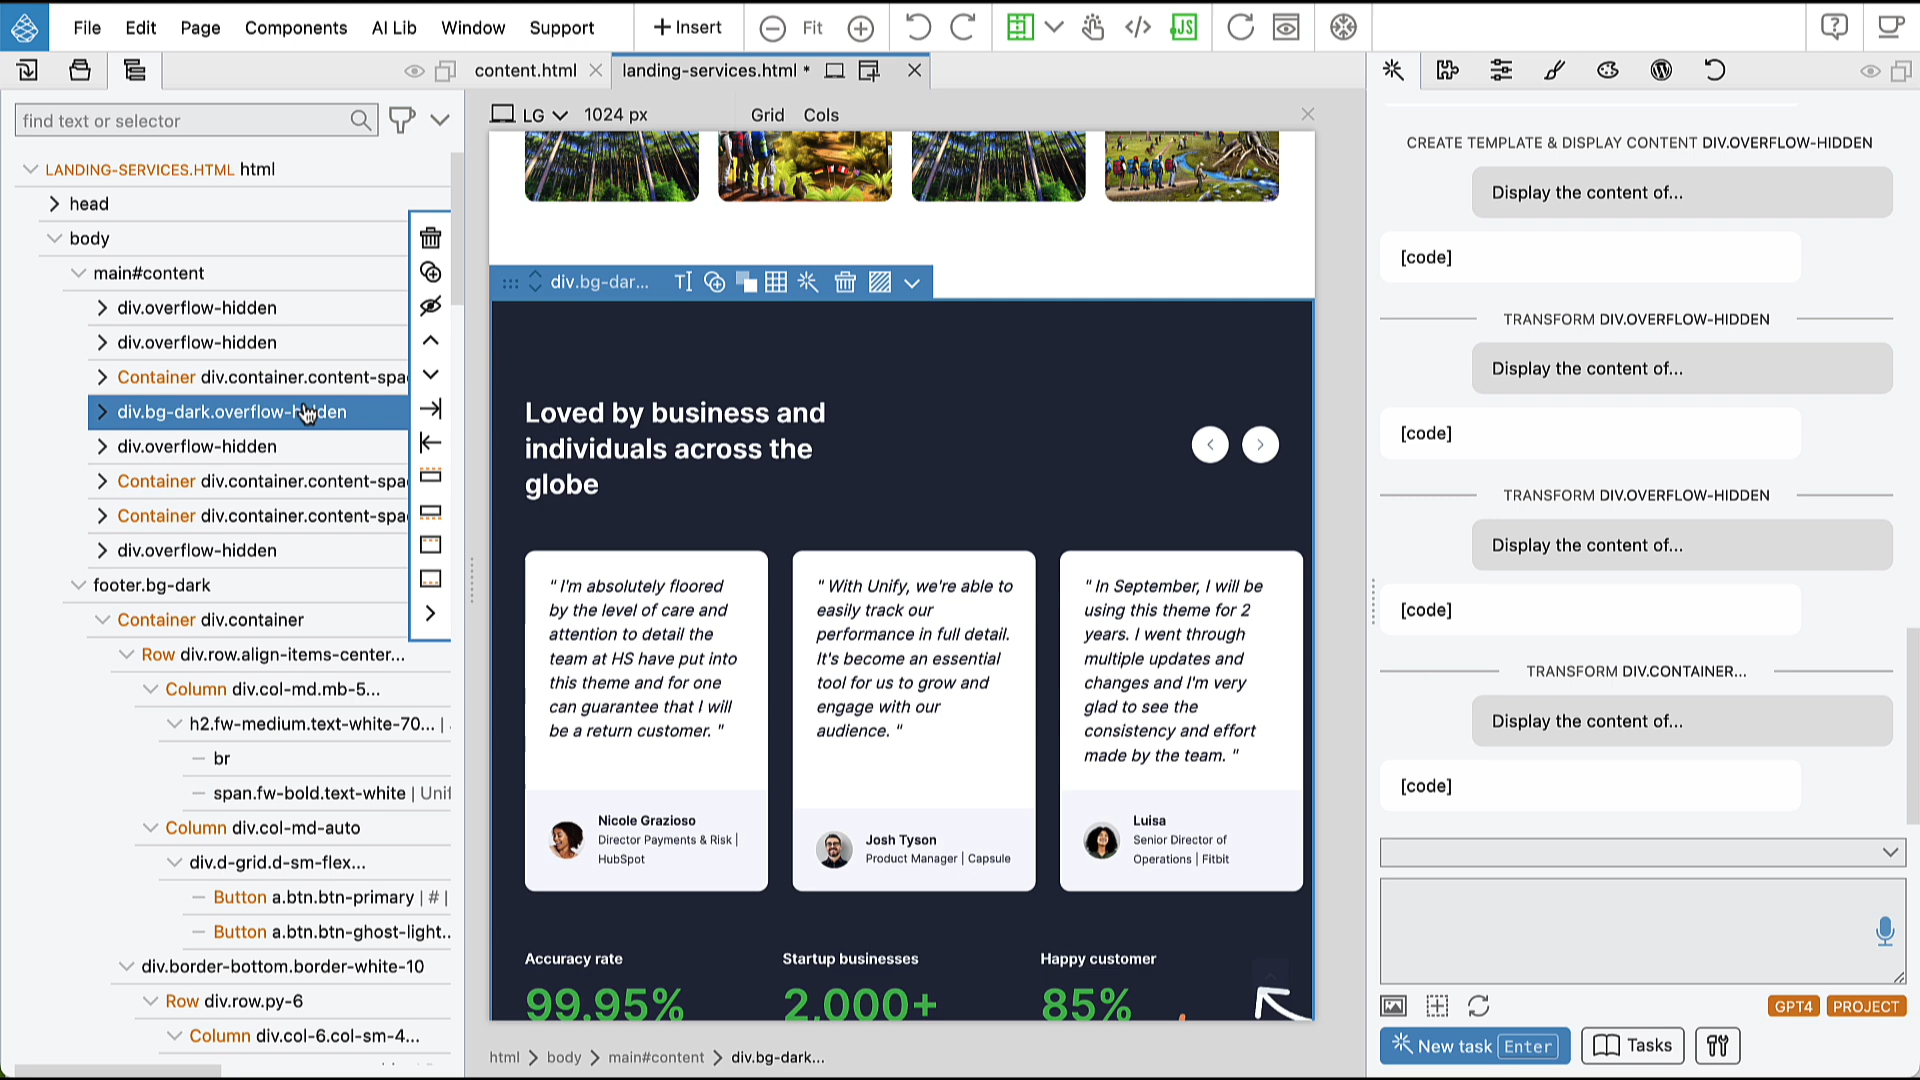 File Edit Page Components AI Lib Window Support
Insert
Fit
JS
content.html
landing-services.html *
find text or selector
LG 1024 px Grid Cols
LANDING-SERVICES.HTML html
head
body
main#content
div.overflow-hidden
div.overflow-hidden
Container div.container.content-spa
div.bg-dark.overflow-hidden
div.overflow-hidden
Container div.container.content-spa
Container div.container.content-spa
div.overflow-hidden
footer.bg-dark
Container div.container
Row div.row.align-items-center...
Column div.col-md.mb-5...
h2.fw-medium.text-white-70... |
br
span.fw-bold.text-white | Unif
Column div.col-md-auto
div.d-grid.d-sm-flex...
Button a.btn.btn-primary | # |
Button a.btn.btn-ghost-light..
div.border-bottom.border-white-10
Row div.row.py-6
Column div.col-6.col-sm-4...
div.bg-dar...
Loved by business and
individuals across the
globe
" I'm absolutely floored
by the level of care and
attention to detail the
team at HS have put into
this theme and for one
can guarantee that I will
be a return customer. "
Nicole Grazioso
Director Payments & Risk |
HubSpot
" With Unify, we're able to
easily track our
performance in full detail.
It's become an essential
tool for us to grow and
engage with our
audience. "
Josh Tyson
Product Manager | Capsule
" In September, I will be
using this theme for 2
years. I went through
multiple updates and
changes and I'm very
glad to see the
consistency and effort
made by the team. "
Luisa
Senior Director of
Operations | Fitbit
Accuracy rate
99.95%
Startup businesses
2,000+
Happy customer
85%
html > body > main#content > div.bg-dark...
CREATE TEMPLATE & DISPLAY CONTENT DIV.OVERFLOW-HIDDEN
Display the content of...
[code]
TRANSFORM DIV.OVERFLOW-HIDDEN
Display the content of...
[code]
TRANSFORM DIV.OVERFLOW-HIDDEN
Display the content of...
[code]
TRANSFORM DIV.CONTAINER...
Display the content of...
[code]
GPT4 PROJECT
New task Enter
Tasks